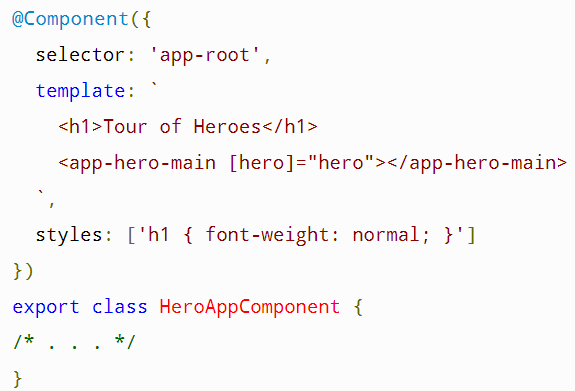 @Component({
  selector: 'app-root',
  template: `
    <h1>Tour of Heroes</h1>
    <app-hero-main [hero]="hero"></app-hero-main>
  `,
  styles: ['h1 { font-weight: normal; }']
})
export class HeroAppComponent {
/* . . . */
}